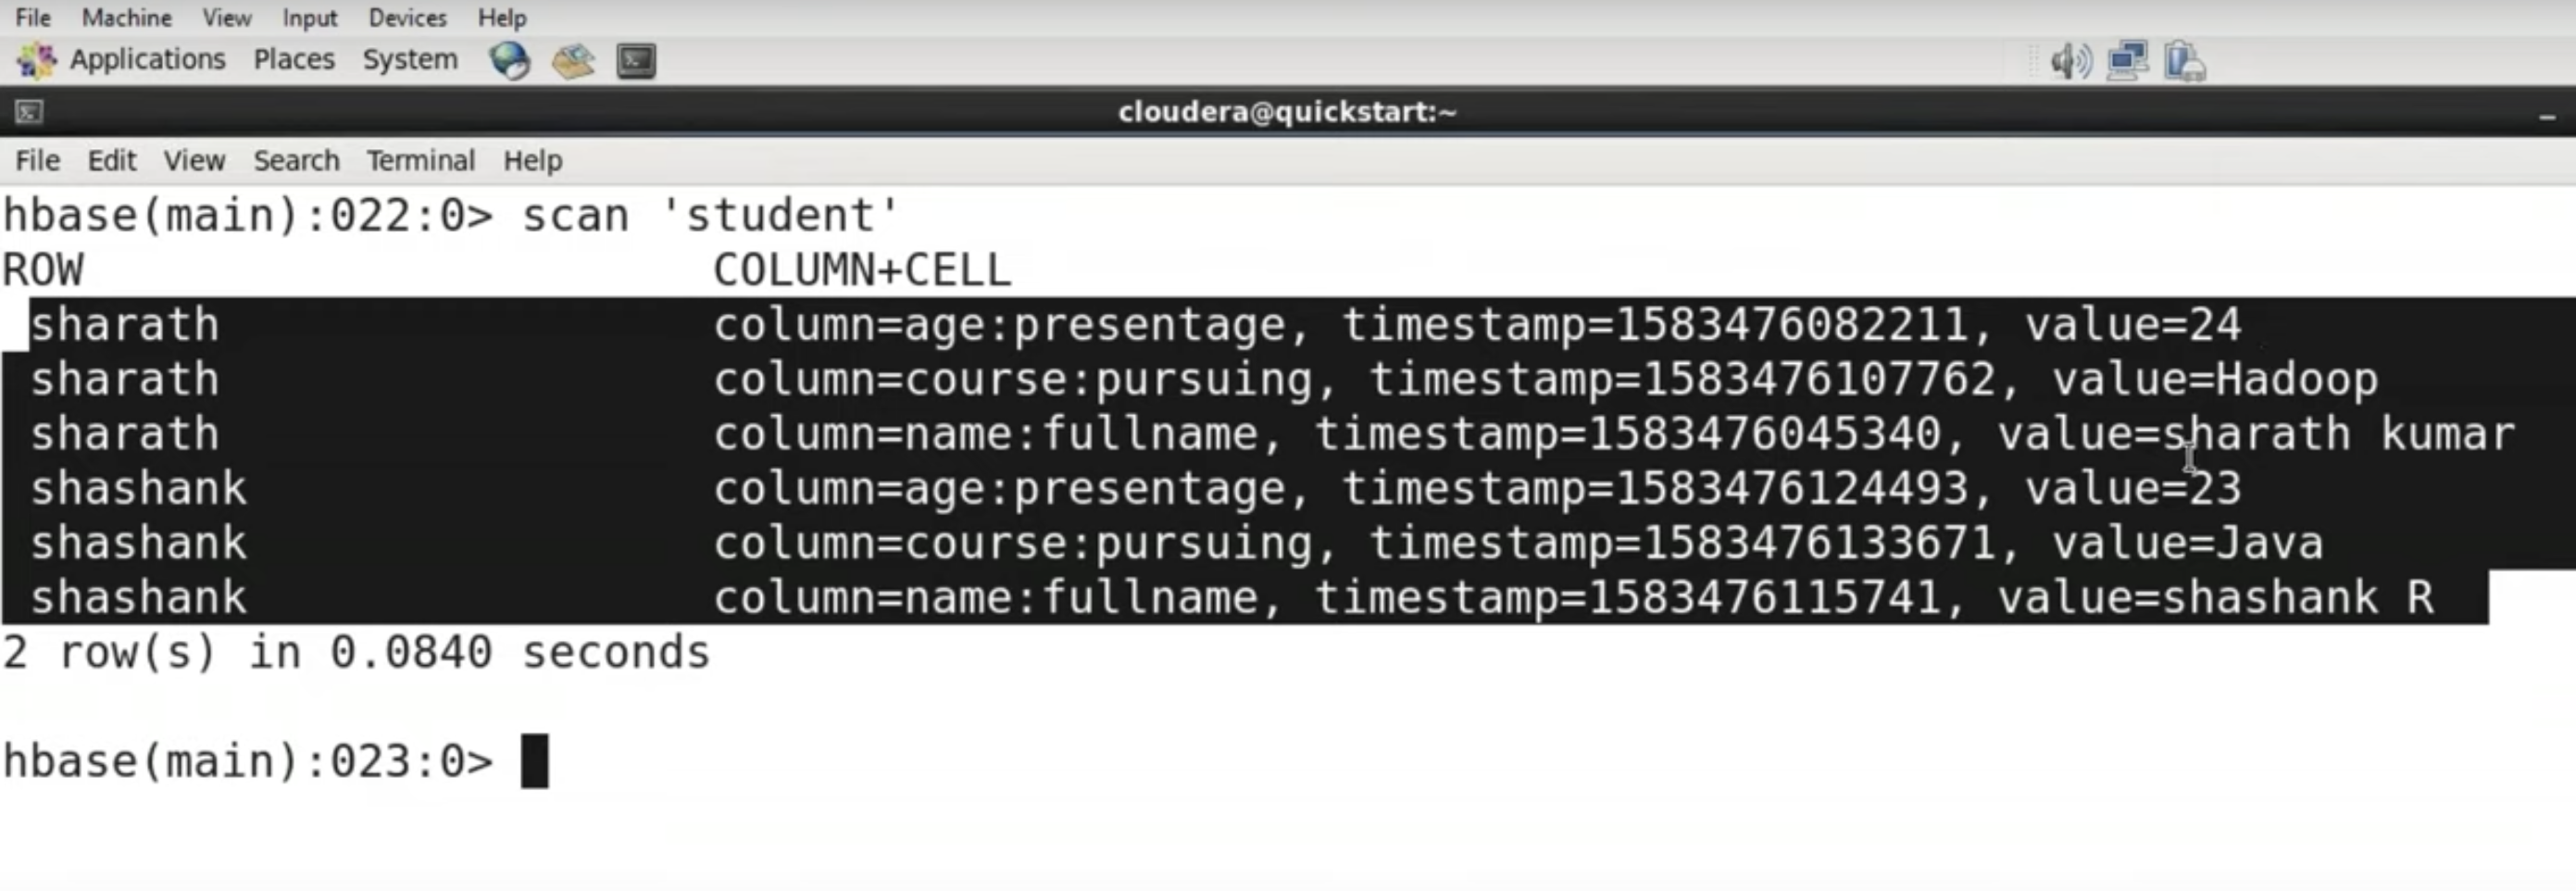 File Machine View Input Devices Help
Applications Places System
cloudera@quickstart:~
File Edit View Search Terminal Help
hbase(main):022:0> scan 'student'
ROW COLUMN+CELL
sharath column=age:presentage, timestamp=1583476082211, value=24
sharath column=course:pursuing, timestamp=1583476107762, value=Hadoop
sharath column=name:fullname, timestamp=1583476045340, value=sharath kumar
shashank column=age:presentage, timestamp=1583476124493, value=23
shashank column=course:pursuing, timestamp=1583476133671, value=Java
shashank column=name:fullname, timestamp=1583476115741, value=shashank R
2 row(s) in 0.0840 seconds
hbase(main):023:0>